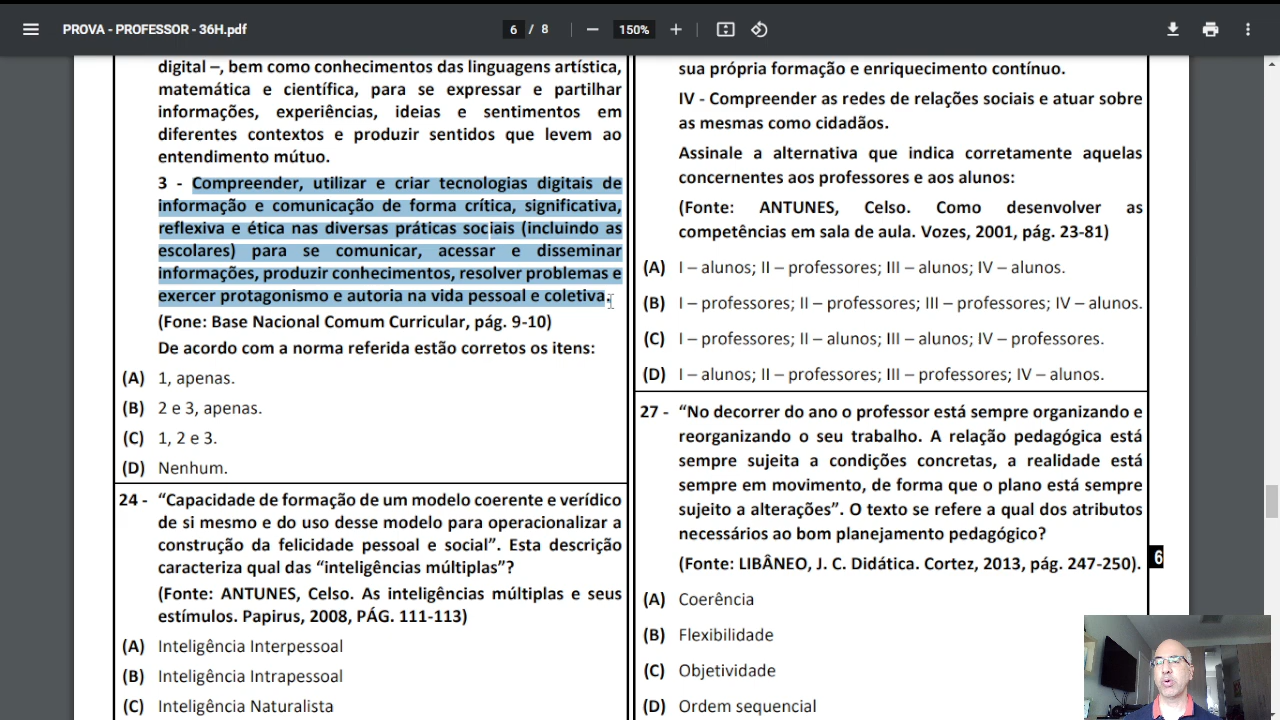 PROVA - PROFESSOR - 36H.pdf
6 / 8
150%
digital –, bem como conhecimentos das linguagens artística,
matemática e científica, para se expressar e partilhar
informações, experiências, ideias e sentimentos em
diferentes contextos e produzir sentidos que levem ao
entendimento mútuo.
3 - Compreender, utilizar e criar tecnologias digitais de
informação e comunicação de forma crítica, significativa,
reflexiva e ética nas diversas práticas sociais (incluindo as
escolares) para se comunicar, acessar e disseminar
informações, produzir conhecimentos, resolver problemas e
exercer protagonismo e autoria na vida pessoal e coletiva.
(Fone: Base Nacional Comum Curricular, pág. 9-10)
De acordo com a norma referida estão corretos os itens:
(A) 1, apenas.
(B) 2 e 3, apenas.
(C) 1, 2 e 3.
(D) Nenhum.
24 - “Capacidade de formação de um modelo coerente e verídico
de si mesmo e do uso desse modelo para operacionalizar a
construção da felicidade pessoal e social”. Esta descrição
caracteriza qual das “inteligências múltiplas”?
(Fonte: ANTUNES, Celso. As inteligências múltiplas e seus
estímulos. Papirus, 2008, PÁG. 111-113)
(A) Inteligência Interpessoal
(B) Inteligência Intrapessoal
(C) Inteligência Naturalista
sua própria formação e enriquecimento contínuo.
IV - Compreender as redes de relações sociais e atuar sobre
as mesmas como cidadãos.
Assinale a alternativa que indica corretamente aquelas
concernentes aos professores e aos alunos:
(Fonte: ANTUNES, Celso. Como desenvolver as
competências em sala de aula. Vozes, 2001, pág. 23-81)
(A) I – alunos; II – professores; III – alunos; IV – alunos.
(B) I – professores; II – professores; III – professores; IV – alunos.
(C) I – professores; II – alunos; III – alunos; IV – professores.
(D) I – alunos; II – professores; III – professores; IV – alunos.
27 - “No decorrer do ano o professor está sempre organizando e
reorganizando o seu trabalho. A relação pedagógica está
sempre sujeita a condições concretas, a realidade está
sempre em movimento, de forma que o plano está sempre
sujeito a alterações”. O texto se refere a qual dos atributos
necessários ao bom planejamento pedagógico?
(Fonte: LIBÂNEO, J. C. Didática. Cortez, 2013, pág. 247-250).
(A) Coerência
(B) Flexibilidade
(C) Objetividade
(D) Ordem sequencial
6